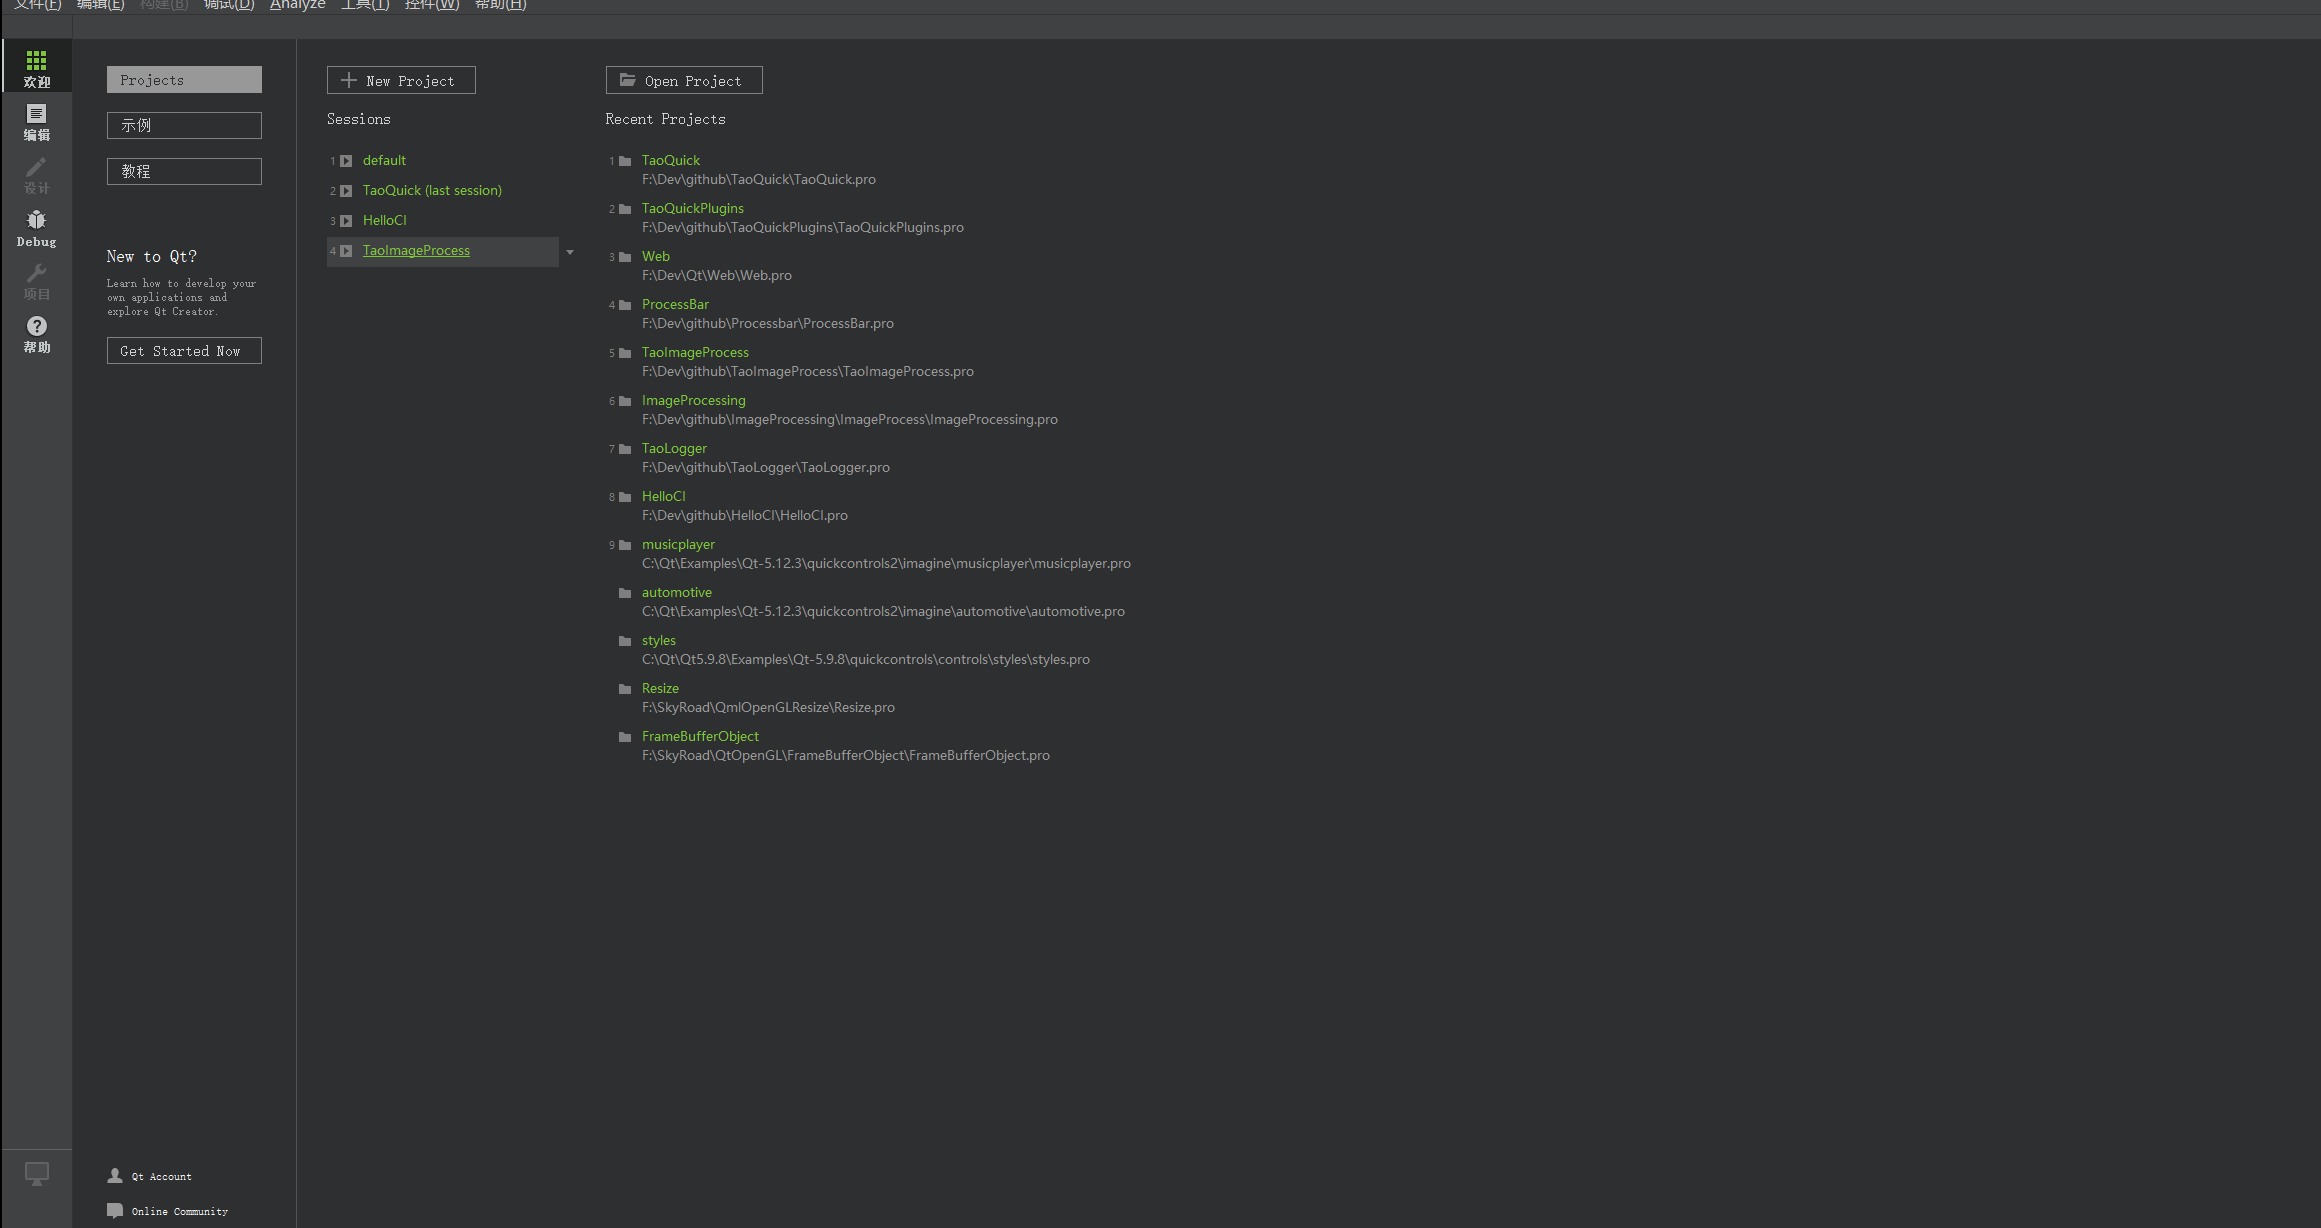 文件(F) 编辑(E) 构建(B) 调试(D) Analyze 工具(T) 控件(W) 帮助(H)
欢迎
编辑
设计
Debug
项目
帮助
Projects
示例
教程
New to Qt?
Learn how to develop your
own applications and
explore Qt Creator.
Get Started Now
Qt Account
Online Community
New Project
Sessions
1 default
2 TaoQuick (last session)
3 HelloCI
4 TaoImageProcess
Open Project
Recent Projects
1 TaoQuick
F:\Dev\github\TaoQuick\TaoQuick.pro
2 TaoQuickPlugins
F:\Dev\github\TaoQuickPlugins\TaoQuickPlugins.pro
3 Web
F:\Dev\Qt\Web\Web.pro
4 ProcessBar
F:\Dev\github\Processbar\ProcessBar.pro
5 TaoImageProcess
F:\Dev\github\TaoImageProcess\TaoImageProcess.pro
6 ImageProcessing
F:\Dev\github\ImageProcessing\ImageProcess\ImageProcessing.pro
7 TaoLogger
F:\Dev\github\TaoLogger\TaoLogger.pro
8 HelloCI
F:\Dev\github\HelloCI\HelloCI.pro
9 musicplayer
C:\Qt\Examples\Qt-5.12.3\quickcontrols2\imagine\musicplayer\musicplayer.pro
automotive
C:\Qt\Examples\Qt-5.12.3\quickcontrols2\imagine\automotive\automotive.pro
styles
C:\Qt\Qt5.9.8\Examples\Qt-5.9.8\quickcontrols\controls\styles\styles.pro
Resize
F:\SkyRoad\QmlOpenGLResize\Resize.pro
FrameBufferObject
F:\SkyRoad\QtOpenGL\FrameBufferObject\FrameBufferObject.pro